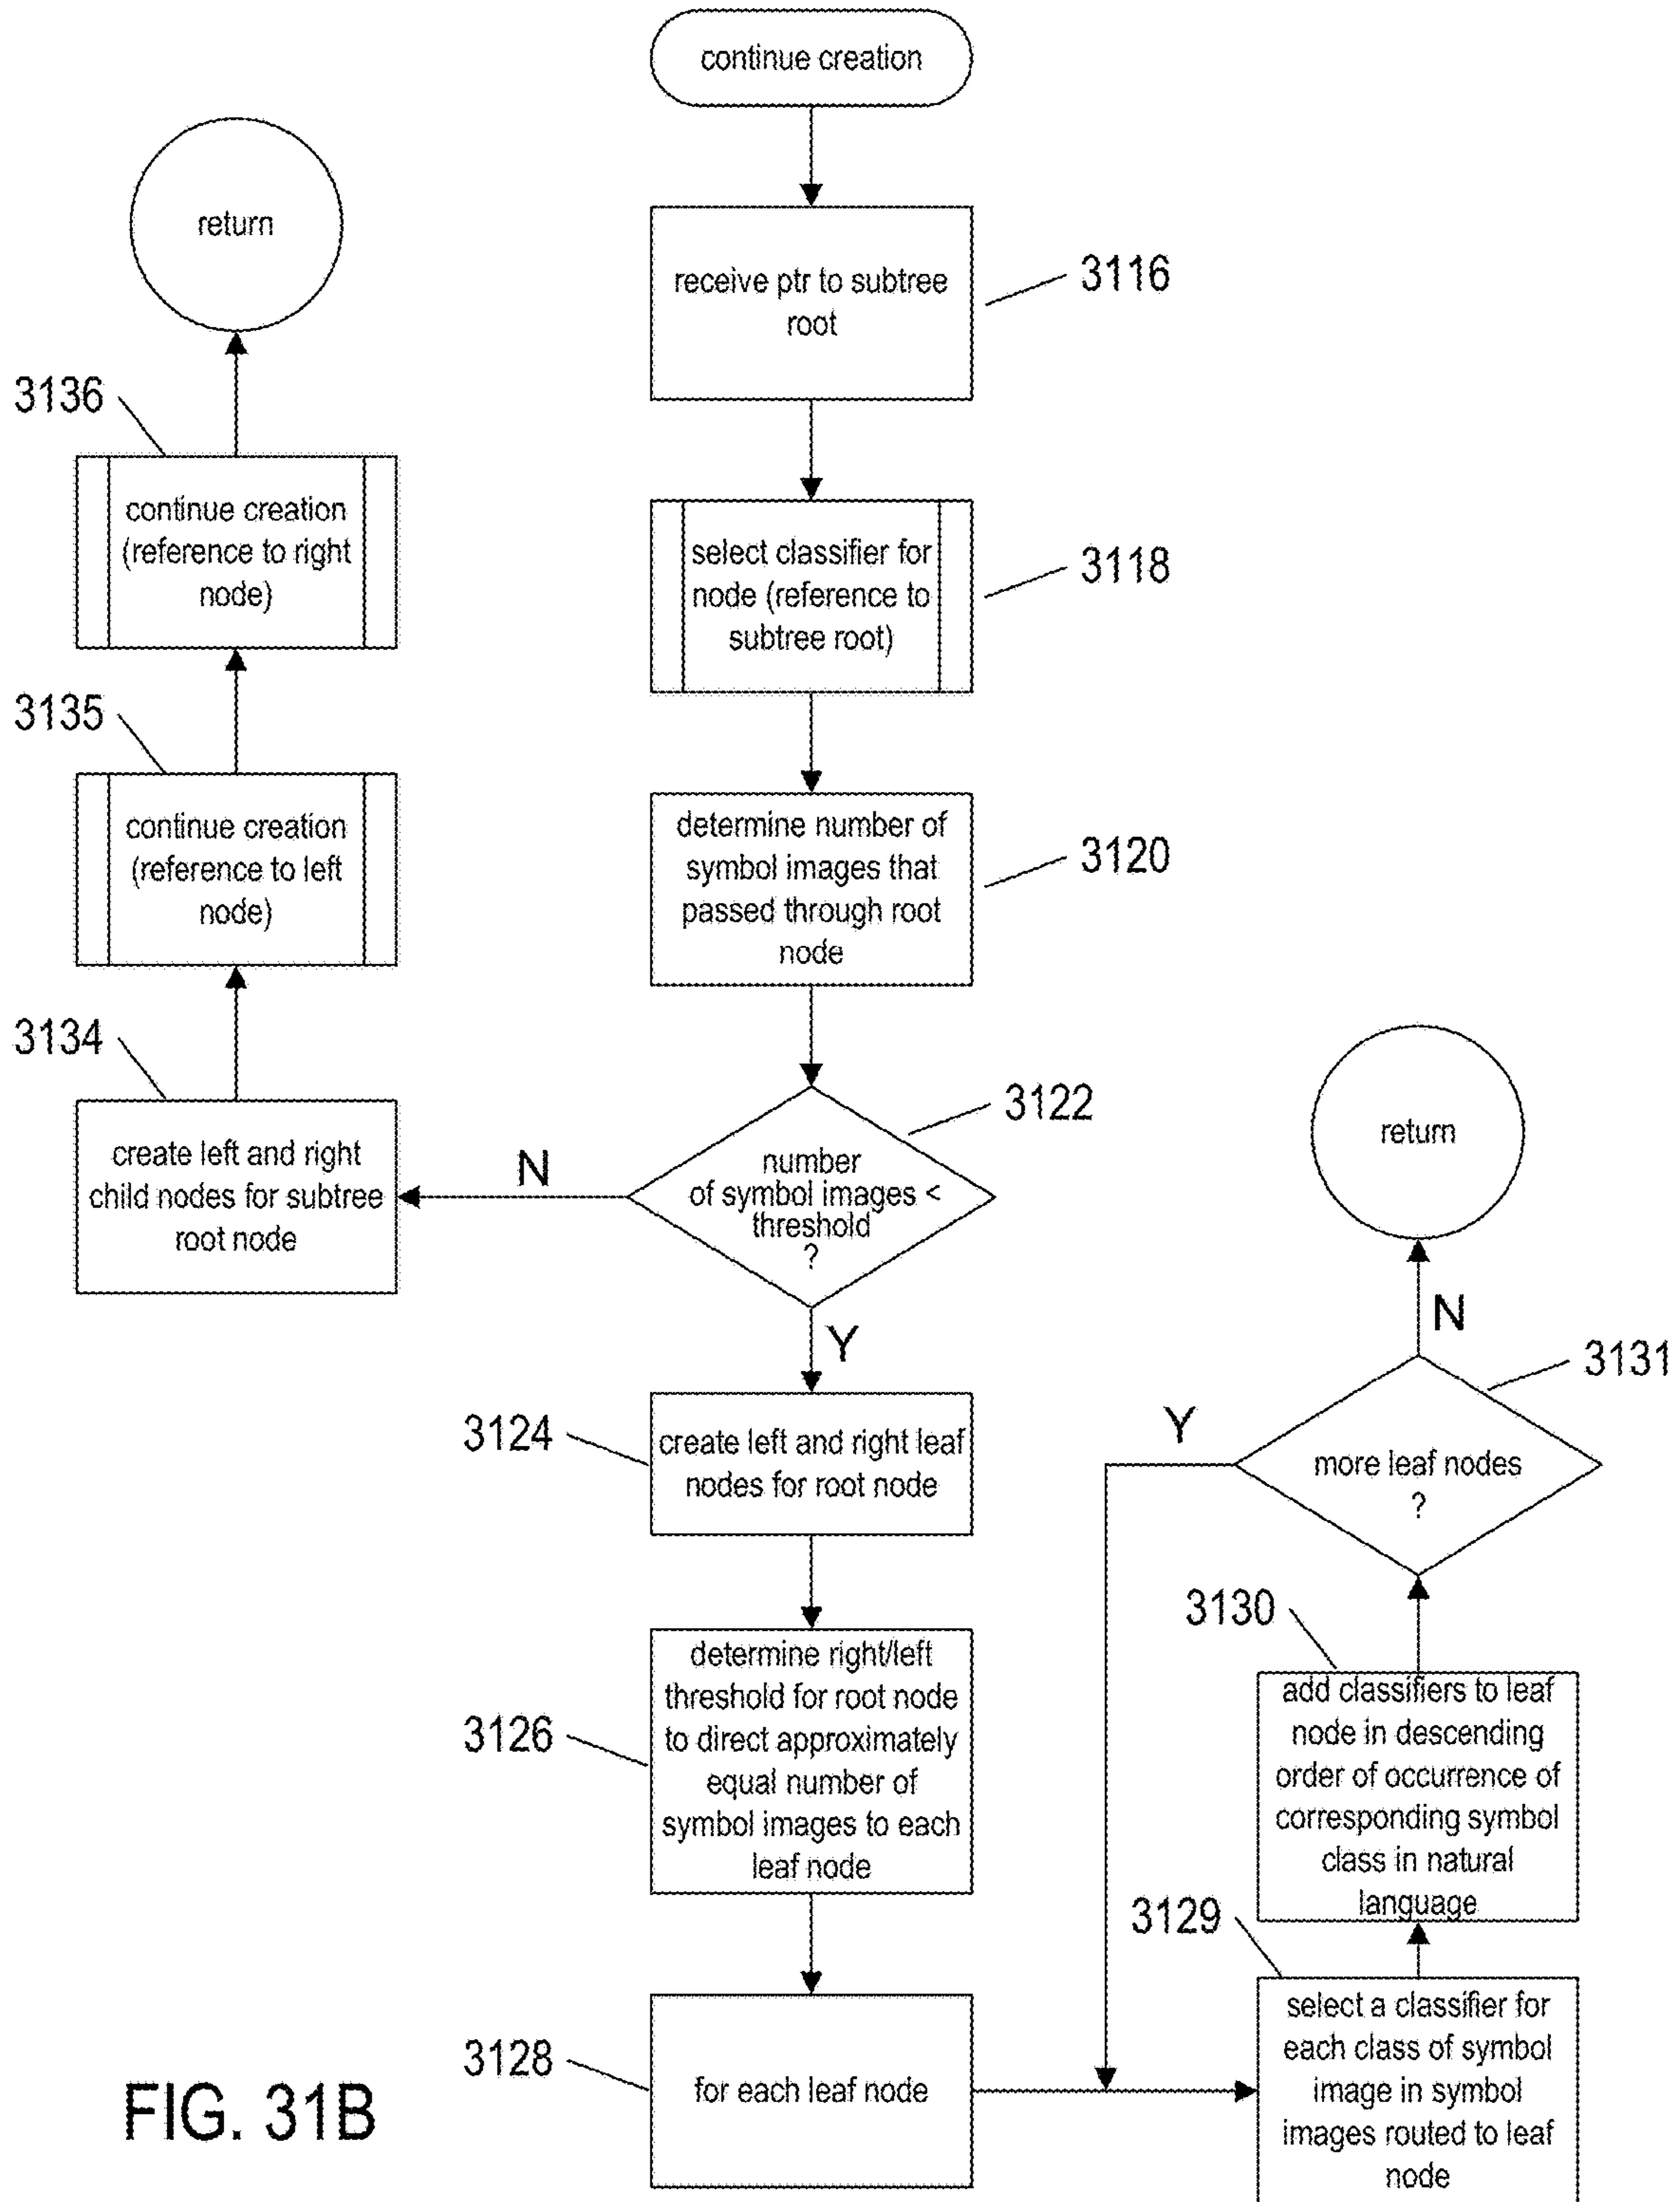 continue creation
receive ptr to subtree
root
3116
select classifier for
node (reference to
subtree root)
3118
determine number of
symbol images that
passed through root
node
3120
number
of symbol images <
threshold
?
3122
N
create left and right
child nodes for subtree
root node
3134
continue creation
(reference to left
node)
3135
continue creation
(reference to right
node)
3136
return
Y
create left and right leaf
nodes for root node
3124
determine right/left
threshold for root node
to direct approximately
equal number of
symbol images to each
leaf node
3126
for each leaf node
3128
select a classifier for
each class of symbol
image in symbol
images routed to leaf
node
3129
add classifiers to leaf
node in descending
order of occurrence of
corresponding symbol
class in natural
language
3130
more leaf nodes
?
3131
Y
N
return
FIG. 31B